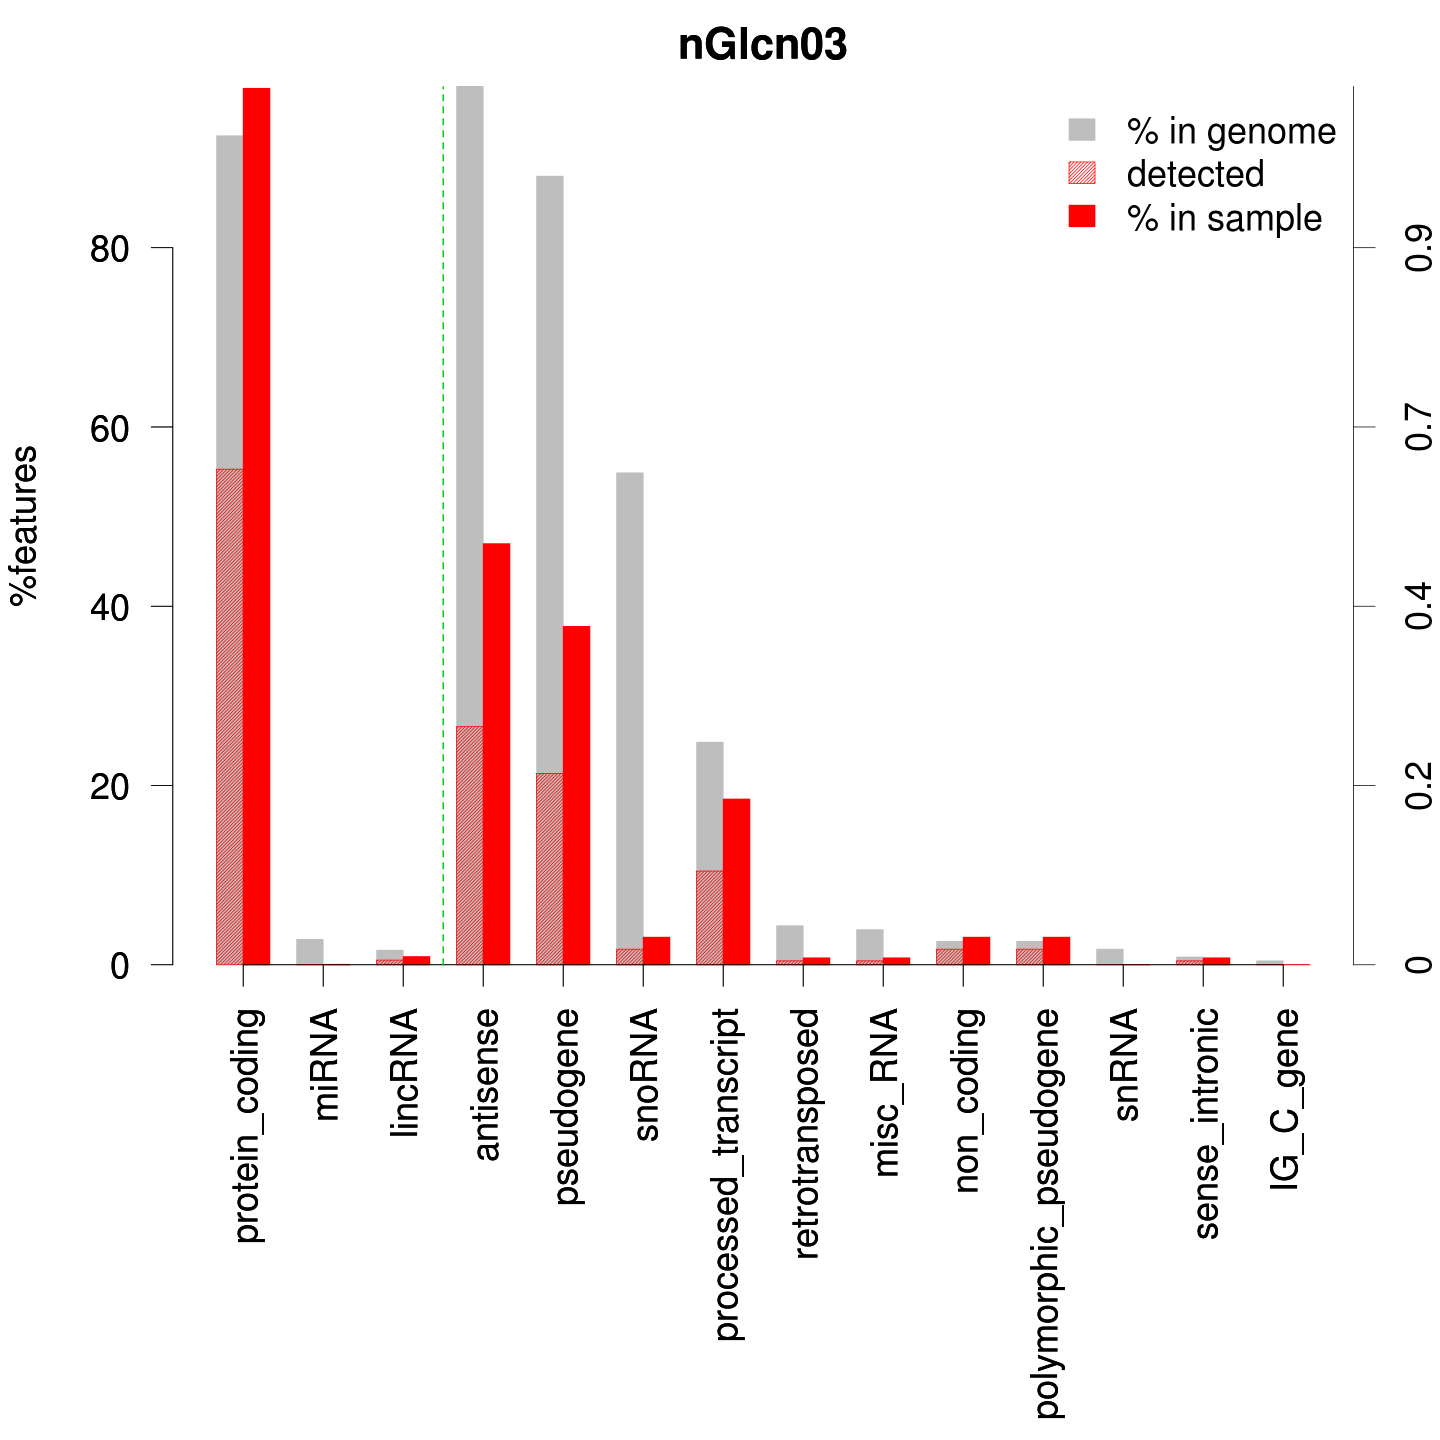 nGlcn03
% in genome
detected
% in sample
%features
80
60
40
20
0
0.9
0.7
0.4
0.2
0
protein_coding
miRNA
lincRNA
antisense
pseudogene
snoRNA
processed_transcript
retrotransposed
misc_RNA
non_coding
polymorphic_pseudogene
snRNA
sense_intronic
IG_C_gene